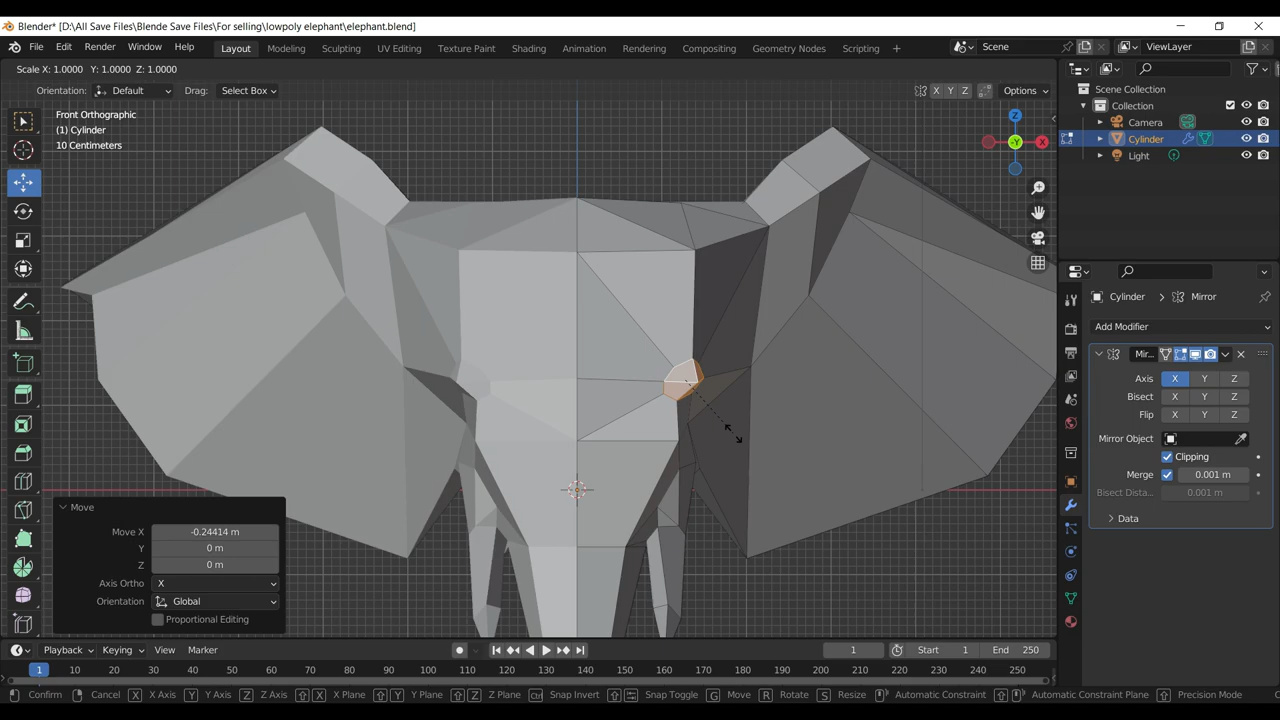 Blender* [D:\All Save Files\Blende Save Files\For selling\lowpoly elephant\elephant.blend]
File Edit Render Window Help Layout Modeling Sculpting UV Editing Texture Paint Shading Animation Rendering Compositing Geometry Nodes Scripting + Scene ViewLayer
Scale X: 1.0000 Y: 1.0000 Z: 1.0000
Orientation: Default Drag: Select Box X Y Z Options
Front Orthographic
(1) Cylinder
10 Centimeters
Z
-Y X
Scene Collection
Collection
Camera
Cylinder
Light
Cylinder > Mirror
Add Modifier
Mir...
Axis X Y Z
Bisect X Y Z
Flip X Y Z
Mirror Object
Clipping
Merge 0.001 m
Bisect Dista... 0.001 m
Data
Move
Move X -0.24414 m
Y 0 m
Z 0 m
Axis Ortho X
Orientation Global
Proportional Editing
Playback Keying View Marker 1 Start 1 End 250
1 10 20 30 40 50 60 70 80 90 100 110 120 130 140 150 160 170 180 190 200 210 220 230 240 250
Confirm Cancel X X Axis Y Y Axis Z Z Axis X X Plane Y Y Plane Z Z Plane Ctrl Snap Invert Snap Toggle G Move R Rotate S Resize Automatic Constraint Automatic Constraint Plane Precision Mode